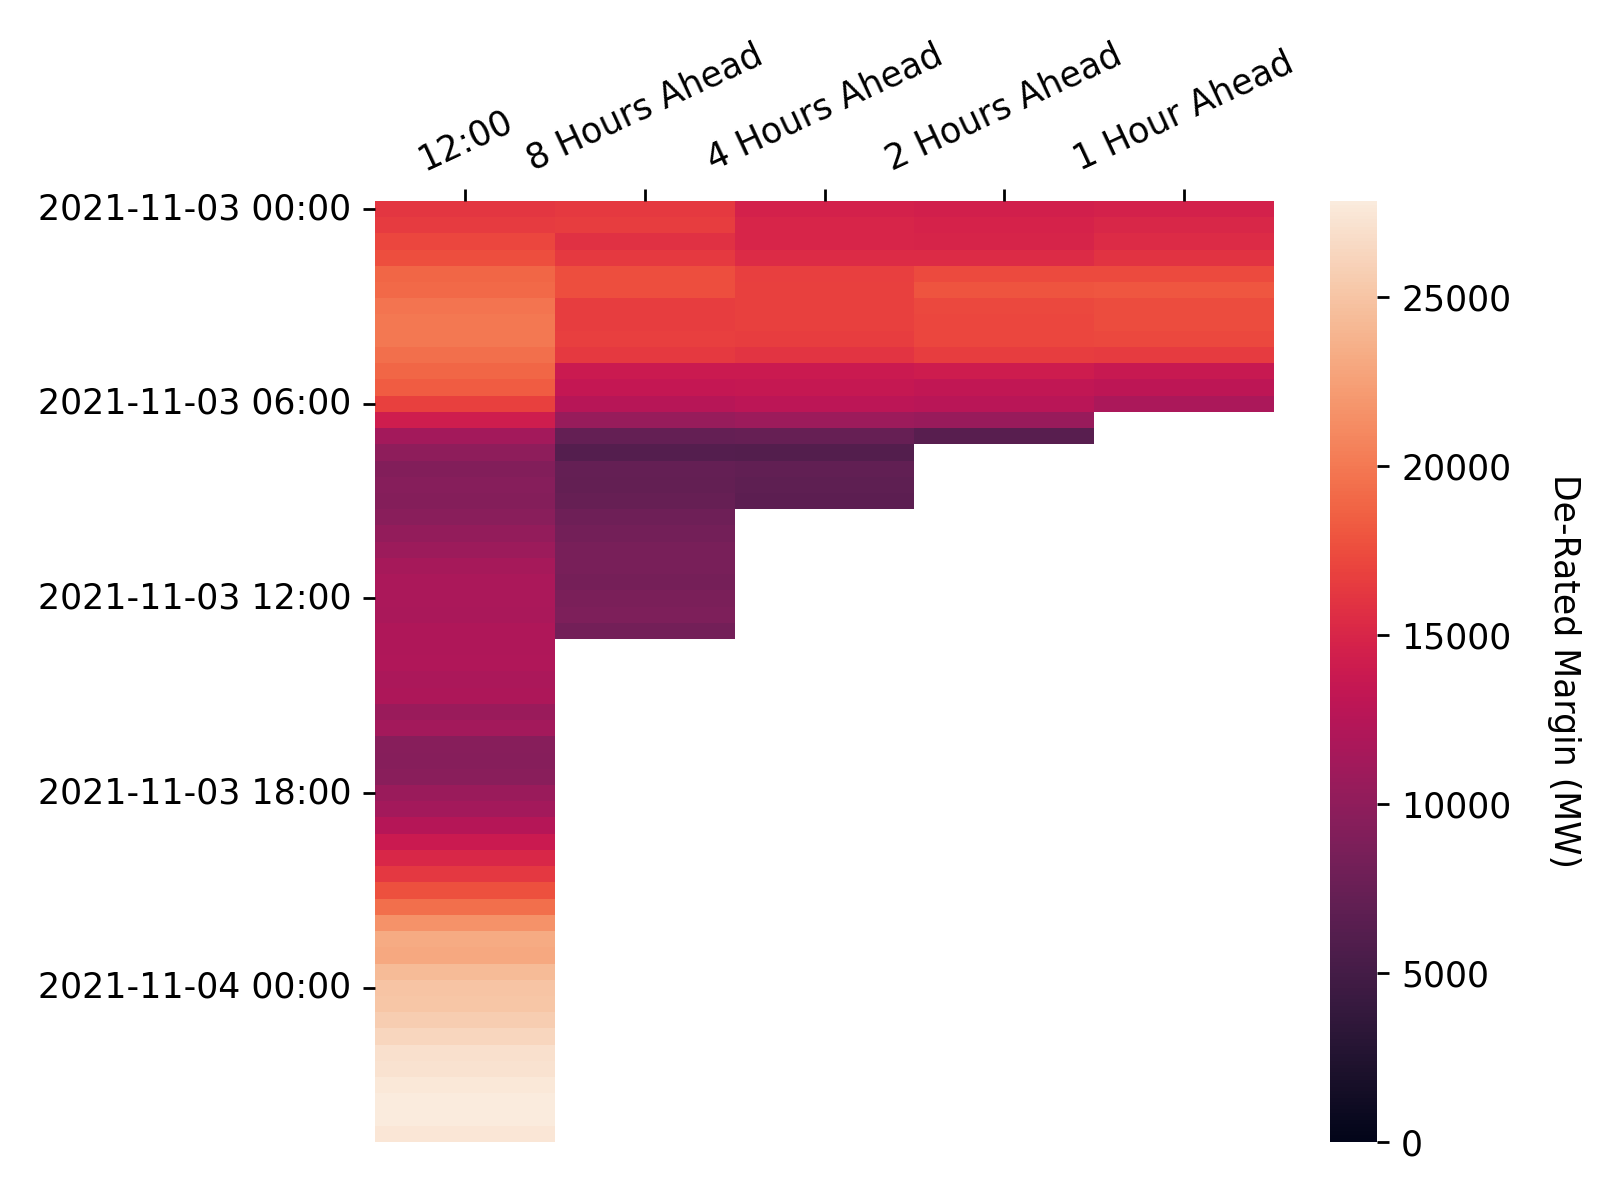 12:00
8 Hours Ahead
4 Hours Ahead
2 Hours Ahead
1 Hour Ahead
2021-11-03 00:00
2021-11-03 06:00
2021-11-03 12:00
2021-11-03 18:00
2021-11-04 00:00
25000
20000
15000
10000
5000
0
De-Rated Margin (MW)